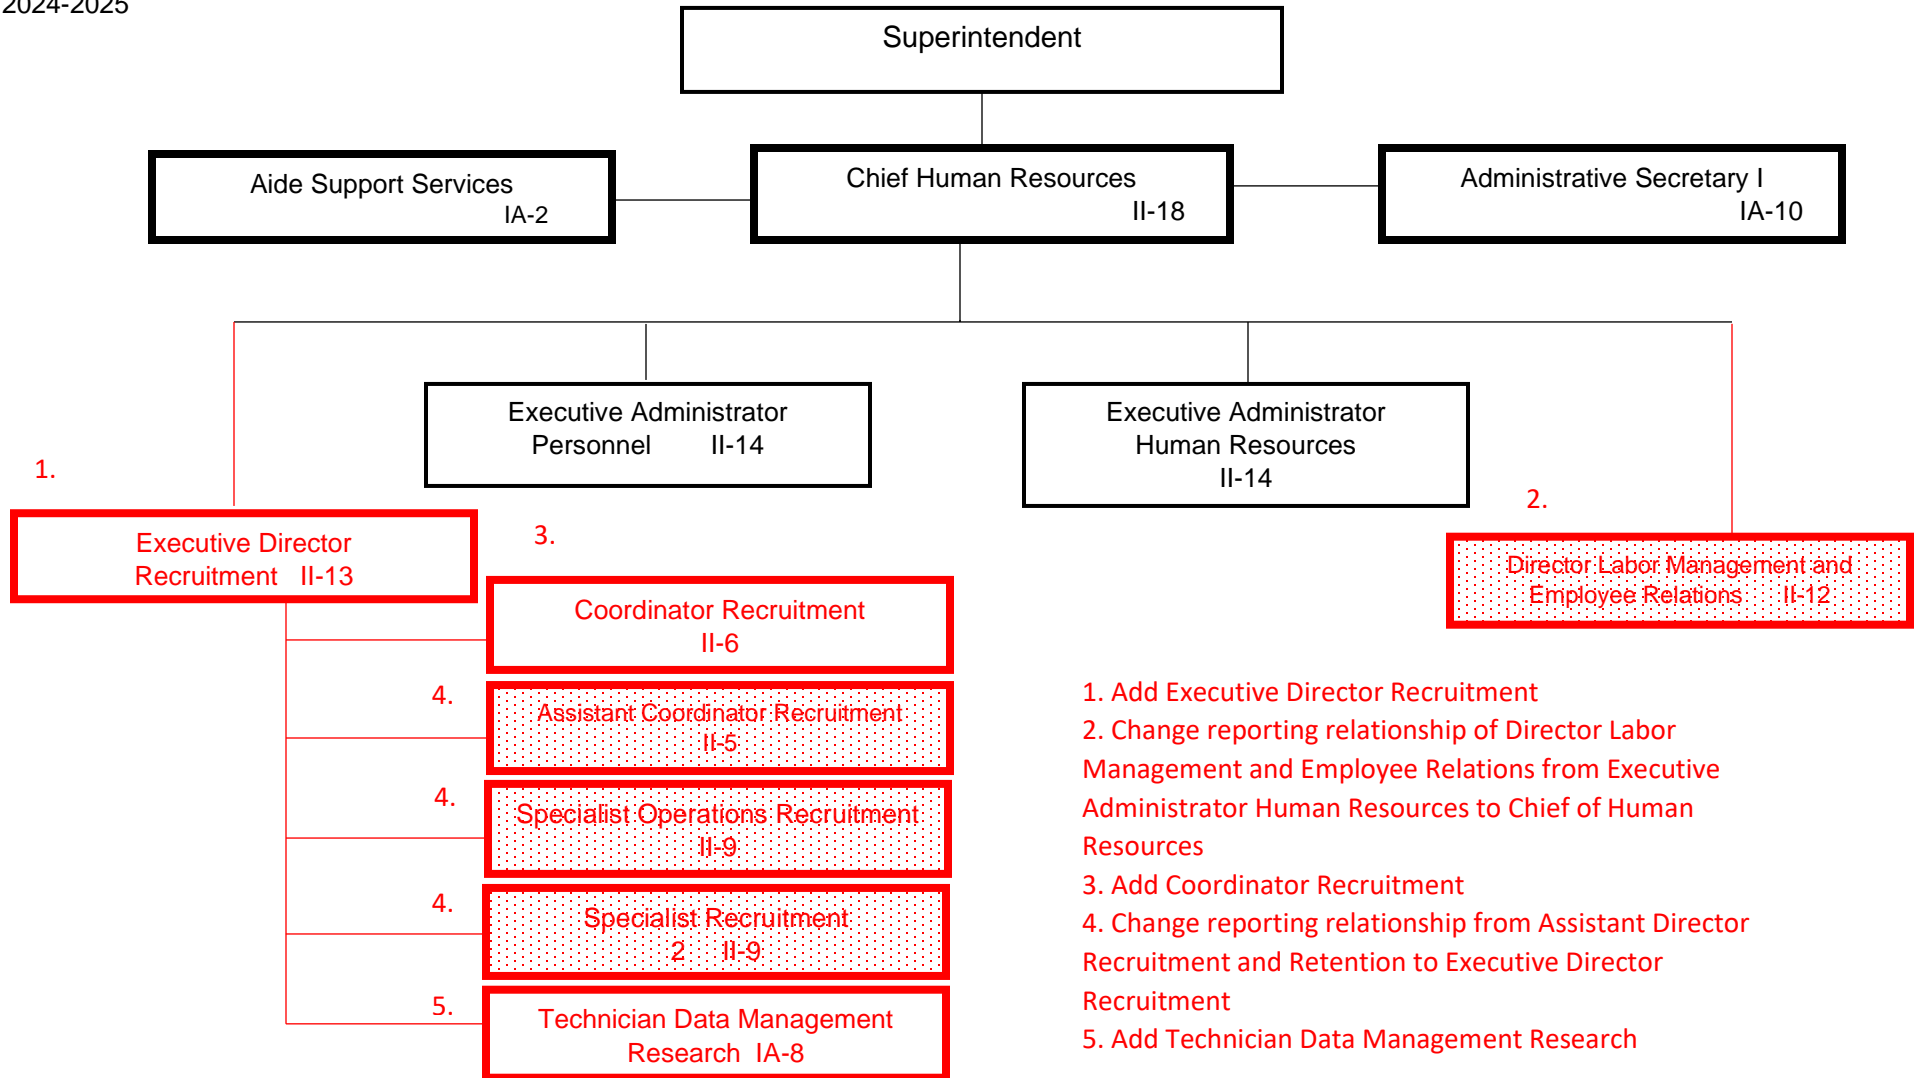 2024-2025
Superintendent
Aide Support Services
IA-2
Chief Human Resources
II-18
Administrative Secretary I
IA-10
Executive Administrator
Personnel II-14
Executive Administrator
Human Resources
II-14
1.
Executive Director
Recruitment II-13
2.
Director Labor Management and
Employee Relations II-12
3.
Coordinator Recruitment
II-6
4.
Assistant Coordinator Recruitment
II-5
4.
Specialist Operations Recruitment
II-9
4.
Specialist Recruitment
2 II-9
5.
Technician Data Management
Research IA-8
1. Add Executive Director Recruitment
2. Change reporting relationship of Director Labor
Management and Employee Relations from Executive
Administrator Human Resources to Chief of Human
Resources
3. Add Coordinator Recruitment
4. Change reporting relationship from Assistant Director
Recruitment and Retention to Executive Director
Recruitment
5. Add Technician Data Management Research